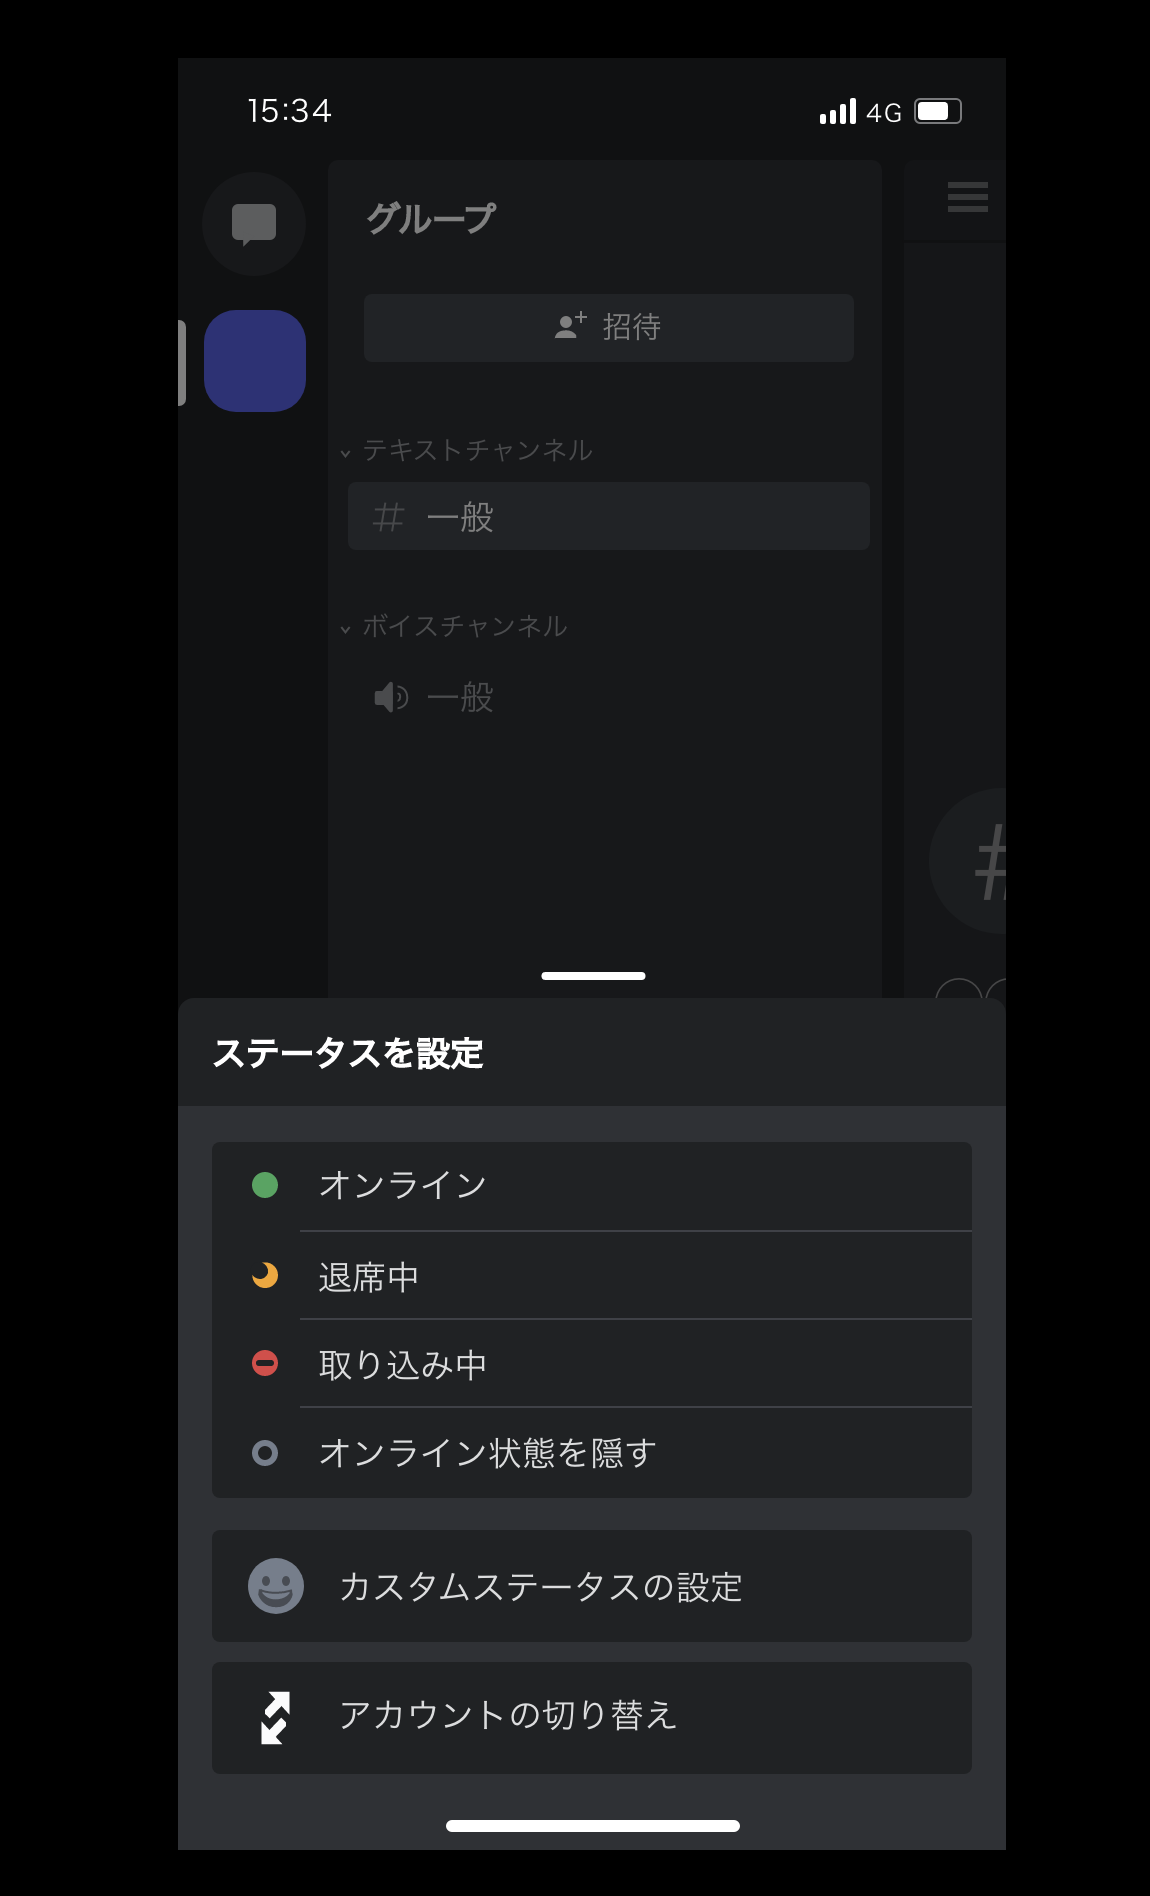 15:34
4G
グループ
招待
テキストチャンネル
# 一般
ボイスチャンネル
一般
#
ステータスを設定
オンライン
退席中
取り込み中
オンライン状態を隠す
カスタムステータスの設定
アカウントの切り替え